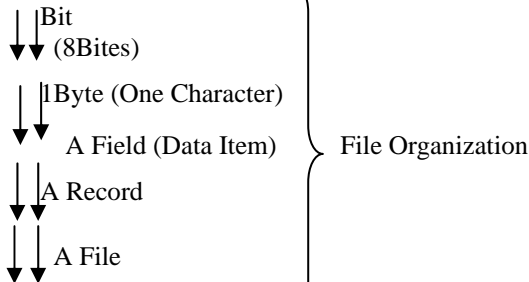 Bit
(8Bites)
1Byte (One Character)
A Field (Data Item)
File Organization
A Record
A File